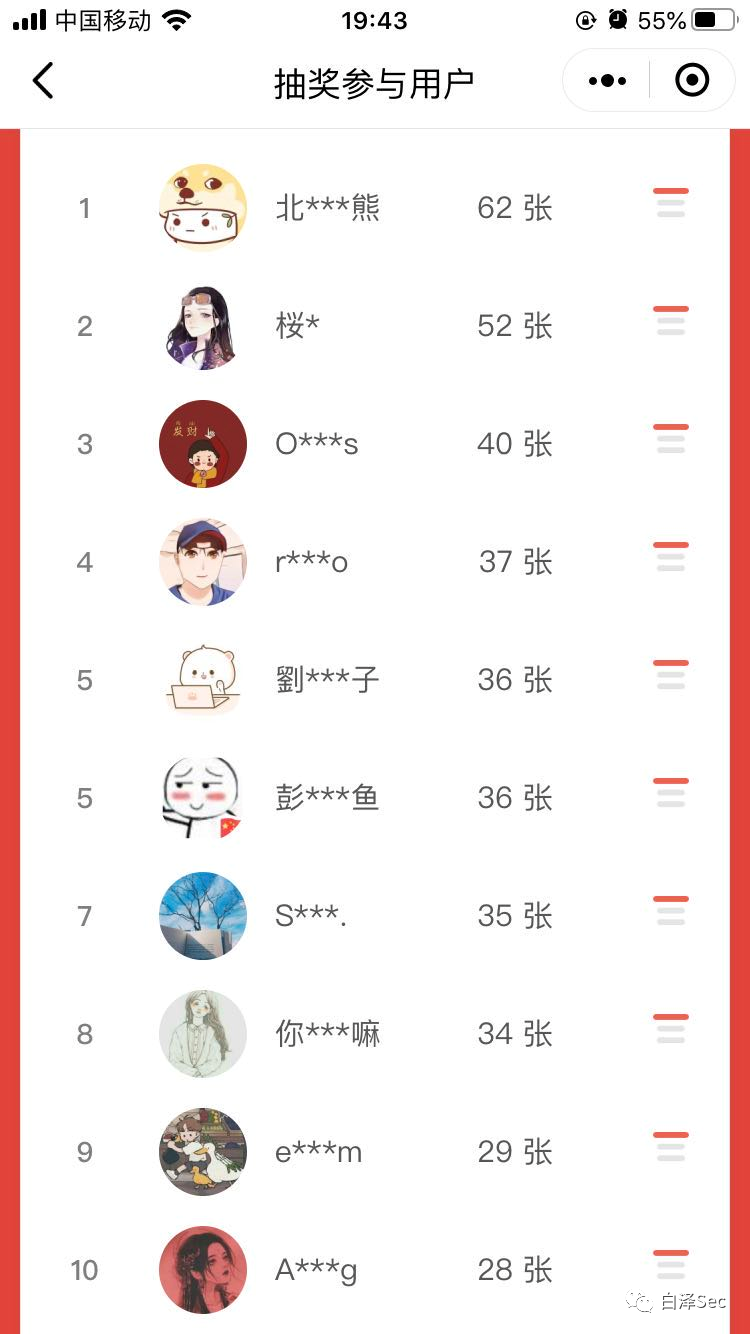 中国移动 19:43 55%
抽奖参与用户
1 北***熊 62 张
2 桜* 52 张
3 发财 O***s 40 张
4 r***o 37 张
5 劉***子 36 张
5 彭***鱼 36 张
7 S***. 35 张
8 你***嘛 34 张
9 e***m 29 张
10 A***g 28 张
白泽Sec